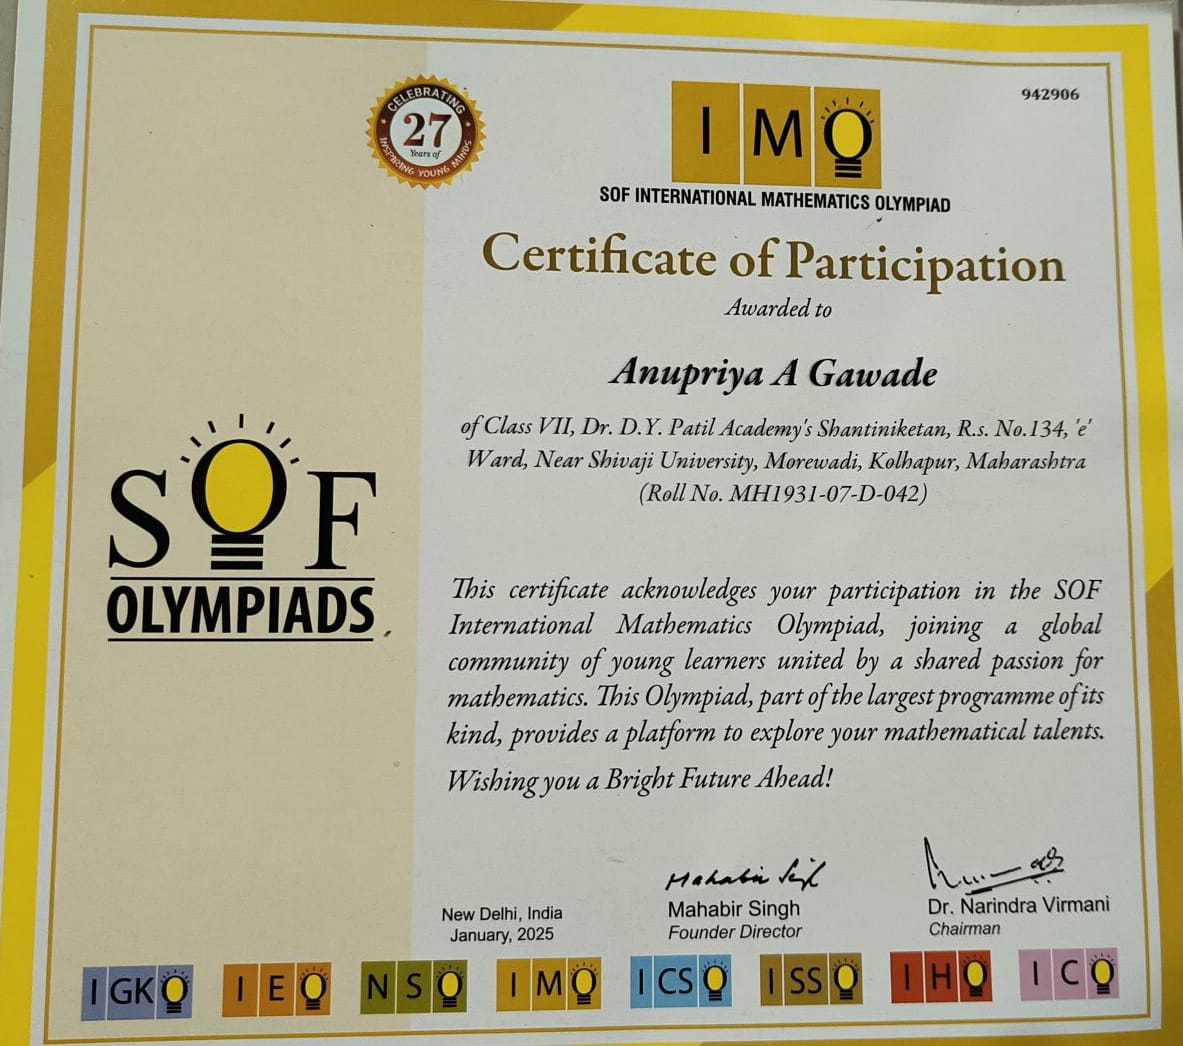 CELEBRATING
27
Years of
INSPIRING YOUNG MINDS
IMO
942906
SOF INTERNATIONAL MATHEMATICS OLYMPIAD
Certificate of Participation
Awarded to
Anupriya A Gawade
of Class VII, Dr. D.Y. Patil Academy's Shantiniketan, R.s. No.134, 'e'
Ward, Near Shivaji University, Morewadi, Kolhapur, Maharashtra
(Roll No. MH1931-07-D-042)
SOF
OLYMPIADS
This certificate acknowledges your participation in the SOF
International Mathematics Olympiad, joining a global
community of young learners united by a shared passion for
mathematics. This Olympiad, part of the largest programme of its
kind, provides a platform to explore your mathematical talents.
Wishing you a Bright Future Ahead!
Mahabir Singh
New Delhi, India
January, 2025
Mahabir Singh
Founder Director
Dr. Narindra Virmani
Chairman
IGKO IEO NSO IMO ICSO ISSO IHO ICO